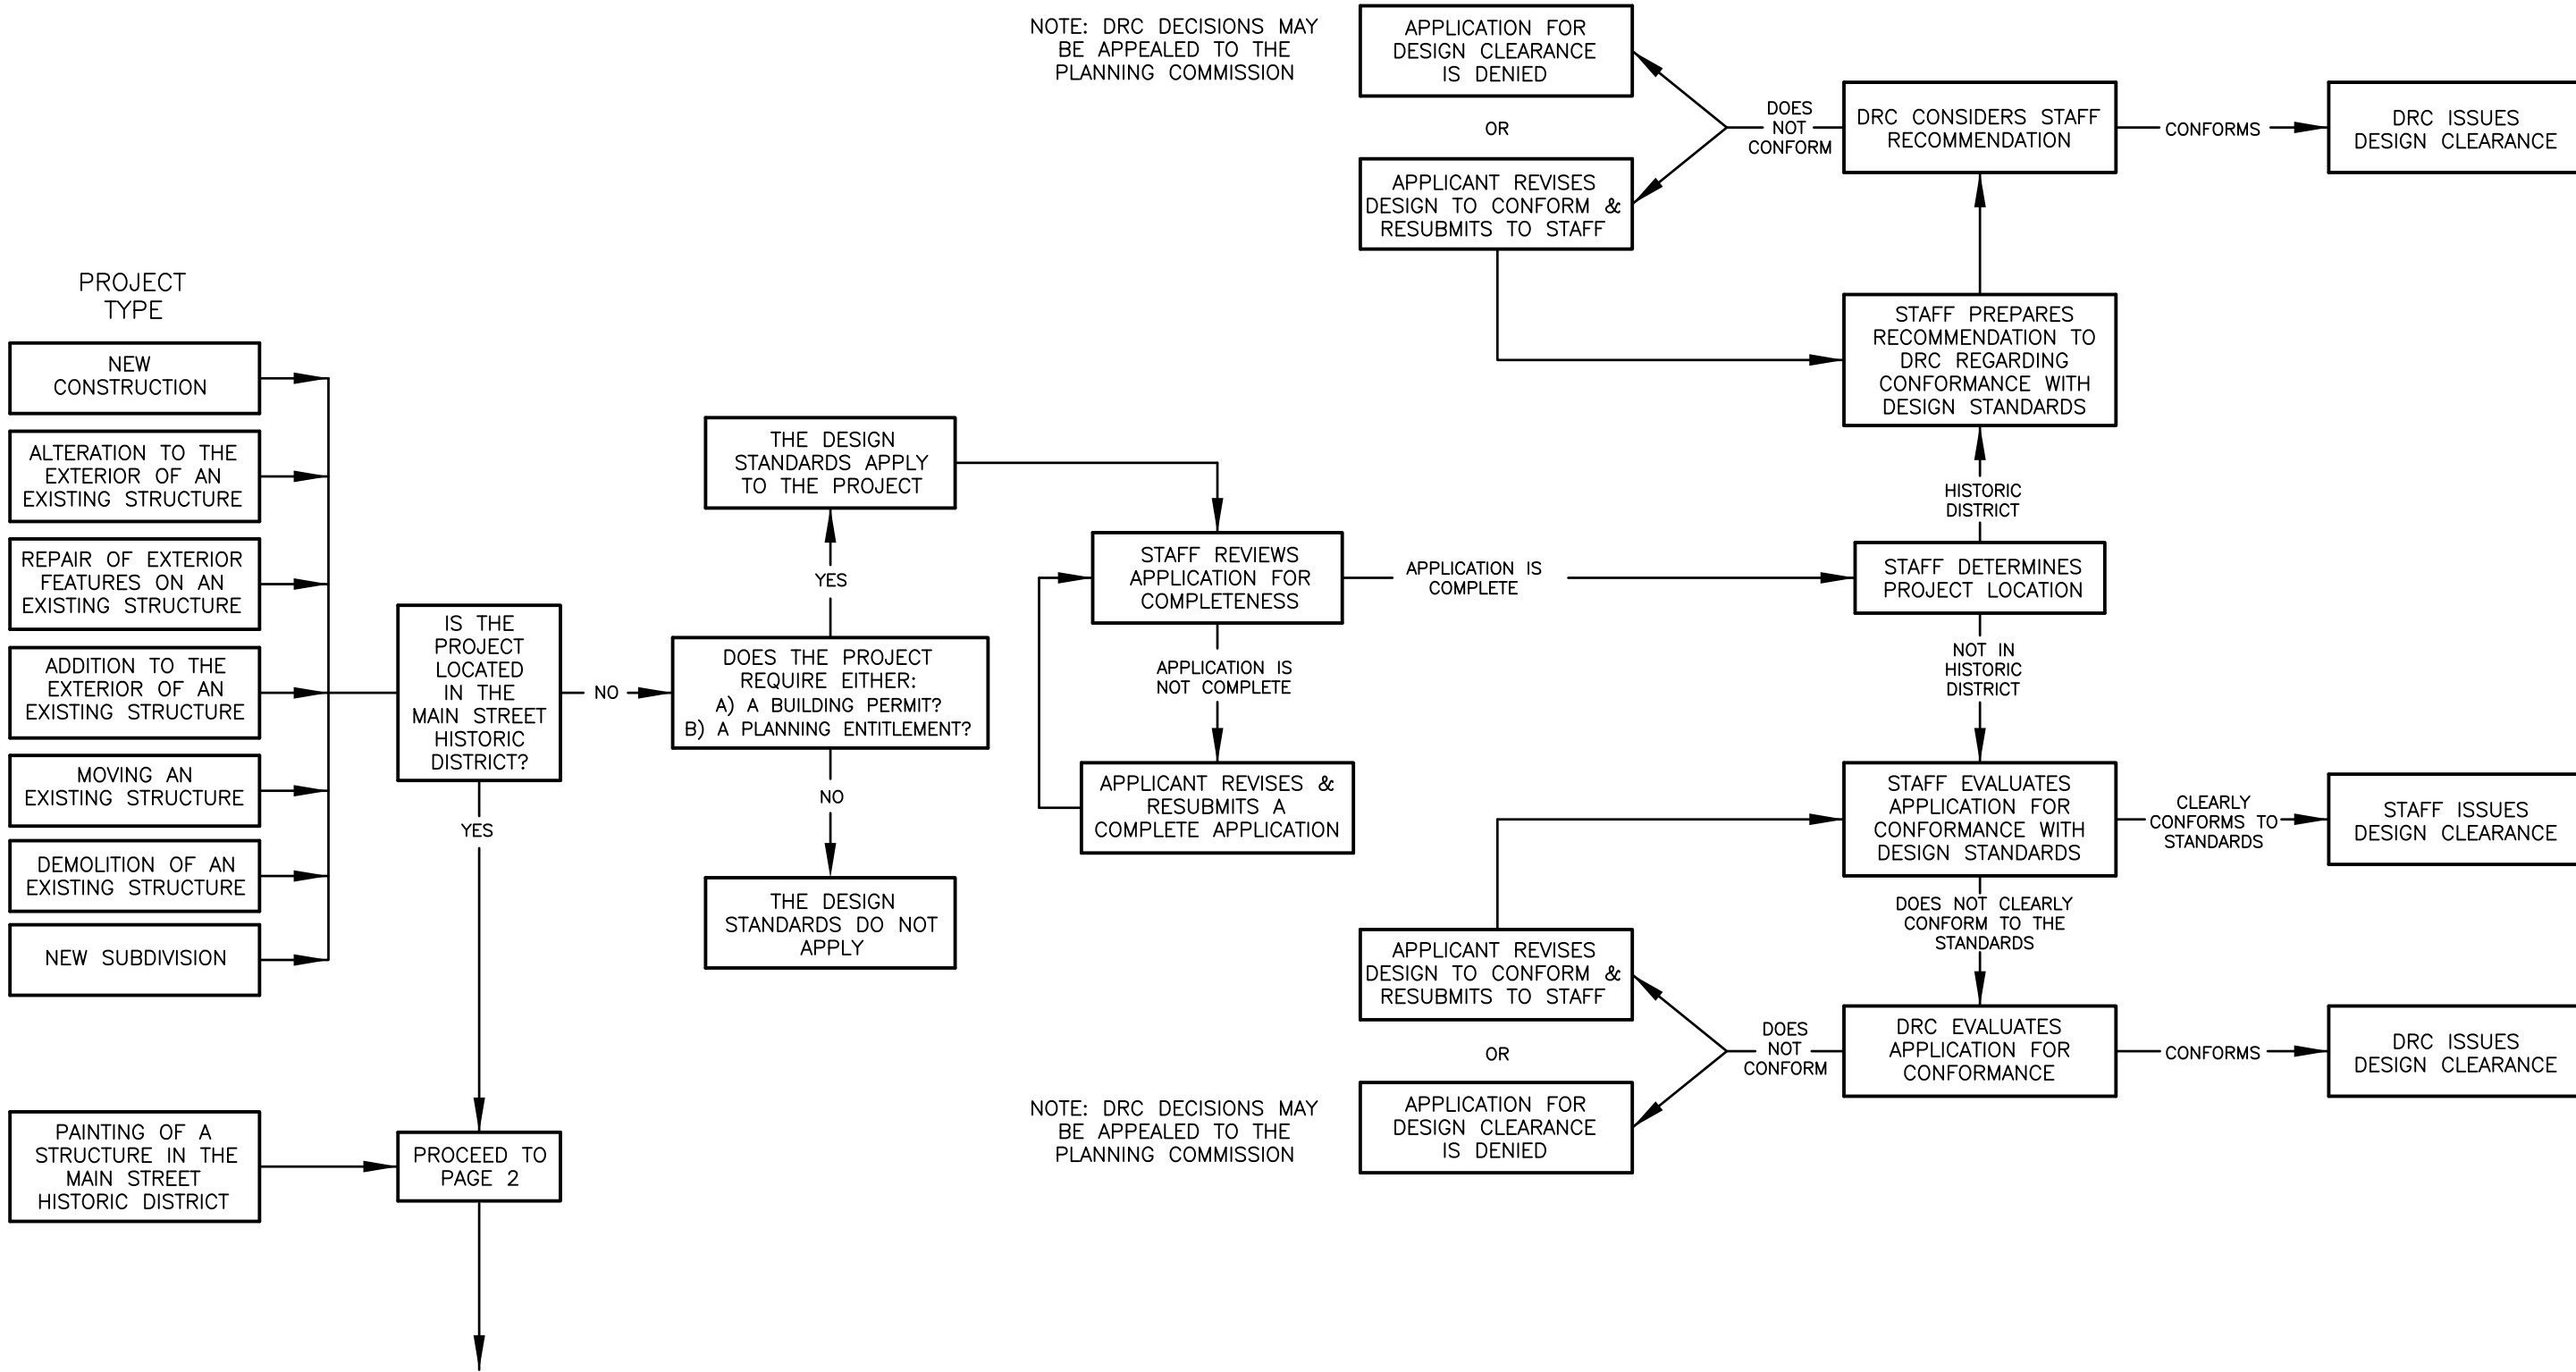 PROJECT
TYPE
NEW
CONSTRUCTION
ALTERATION TO THE
EXTERIOR OF AN
EXISTING STRUCTURE
REPAIR OF EXTERIOR
FEATURES ON AN
EXISTING STRUCTURE
ADDITION TO THE
EXTERIOR OF AN
EXISTING STRUCTURE
MOVING AN
EXISTING STRUCTURE
DEMOLITION OF AN
EXISTING STRUCTURE
NEW SUBDIVISION
PAINTING OF A
STRUCTURE IN THE
MAIN STREET
HISTORIC DISTRICT
IS THE
PROJECT
LOCATED
IN THE
MAIN STREET
HISTORIC
DISTRICT?
NO
YES
PROCEED TO
PAGE 2
THE DESIGN
STANDARDS APPLY
TO THE PROJECT
YES
DOES THE PROJECT
REQUIRE EITHER:
A) A BUILDING PERMIT?
B) A PLANNING ENTITLEMENT?
NO
THE DESIGN
STANDARDS DO NOT
APPLY
STAFF REVIEWS
APPLICATION FOR
COMPLETENESS
APPLICATION IS
NOT COMPLETE
APPLICANT REVISES &
RESUBMITS A
COMPLETE APPLICATION
APPLICATION IS
COMPLETE
STAFF DETERMINES
PROJECT LOCATION
HISTORIC
DISTRICT
STAFF PREPARES
RECOMMENDATION TO
DRC REGARDING
CONFORMANCE WITH
DESIGN STANDARDS
DRC CONSIDERS STAFF
RECOMMENDATION
CONFORMS
DRC ISSUES
DESIGN CLEARANCE
DOES
NOT
CONFORM
APPLICATION FOR
DESIGN CLEARANCE
IS DENIED
OR
APPLICANT REVISES
DESIGN TO CONFORM &
RESUBMITS TO STAFF
NOTE: DRC DECISIONS MAY
BE APPEALED TO THE
PLANNING COMMISSION
NOT IN
HISTORIC
DISTRICT
STAFF EVALUATES
APPLICATION FOR
CONFORMANCE WITH
DESIGN STANDARDS
CLEARLY
CONFORMS TO
STANDARDS
STAFF ISSUES
DESIGN CLEARANCE
DOES NOT CLEARLY
CONFORM TO THE
STANDARDS
DRC EVALUATES
APPLICATION FOR
CONFORMANCE
CONFORMS
DRC ISSUES
DESIGN CLEARANCE
DOES
NOT
CONFORM
APPLICANT REVISES
DESIGN TO CONFORM &
RESUBMITS TO STAFF
OR
APPLICATION FOR
DESIGN CLEARANCE
IS DENIED
NOTE: DRC DECISIONS MAY
BE APPEALED TO THE
PLANNING COMMISSION